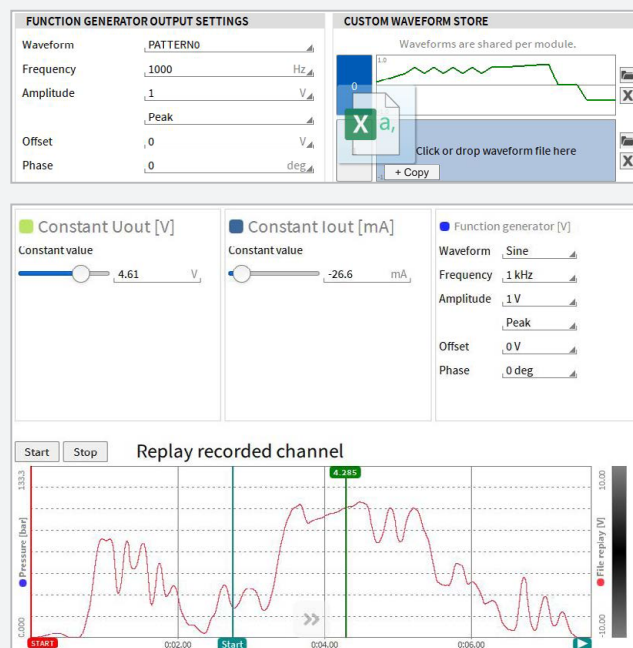 FUNCTION GENERATOR OUTPUT SETTINGS
Waveform PATTERN0
Frequency 1000 Hz
Amplitude 1 V
Peak
Offset 0 V
Phase 0 deg
CUSTOM WAVEFORM STORE
Waveforms are shared per module.
1.0
0
X a,
Click or drop waveform file here
+ Copy
Constant Uout [V]
Constant value
4.61 V
Constant Iout [mA]
Constant value
-26.6 mA
Function generator [V]
Waveform Sine
Frequency 1 kHz
Amplitude 1 V
Peak
Offset 0 V
Phase 0 deg
Start Stop Replay recorded channel
4.285
133.3
Pressure [bar]
0.000
10.00
File replay [V]
-10.00
START 0:02.00 Start 0:04.00 0:06.00